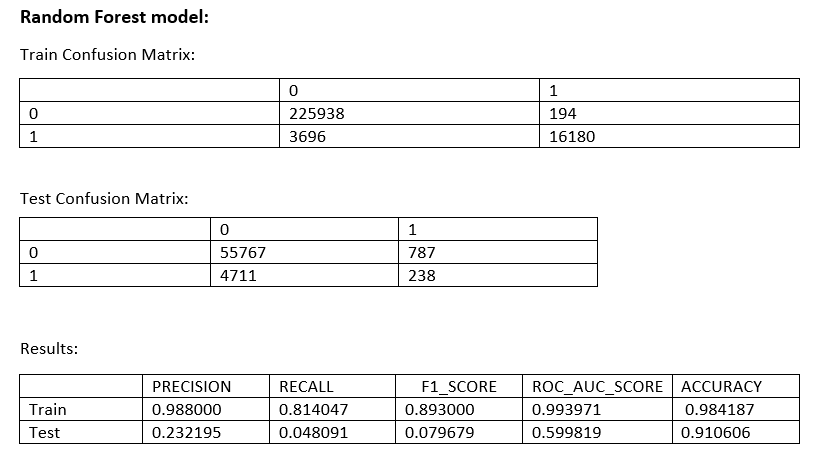 Random Forest model:
Train Confusion Matrix:
0 1
0 225938 194
1 3696 16180
Test Confusion Matrix:
0 1
0 55767 787
1 4711 238
Results:
PRECISION RECALL F1_SCORE ROC_AUC_SCORE ACCURACY
Train 0.988000 0.814047 0.893000 0.993971 0.984187
Test 0.232195 0.048091 0.079679 0.599819 0.910606